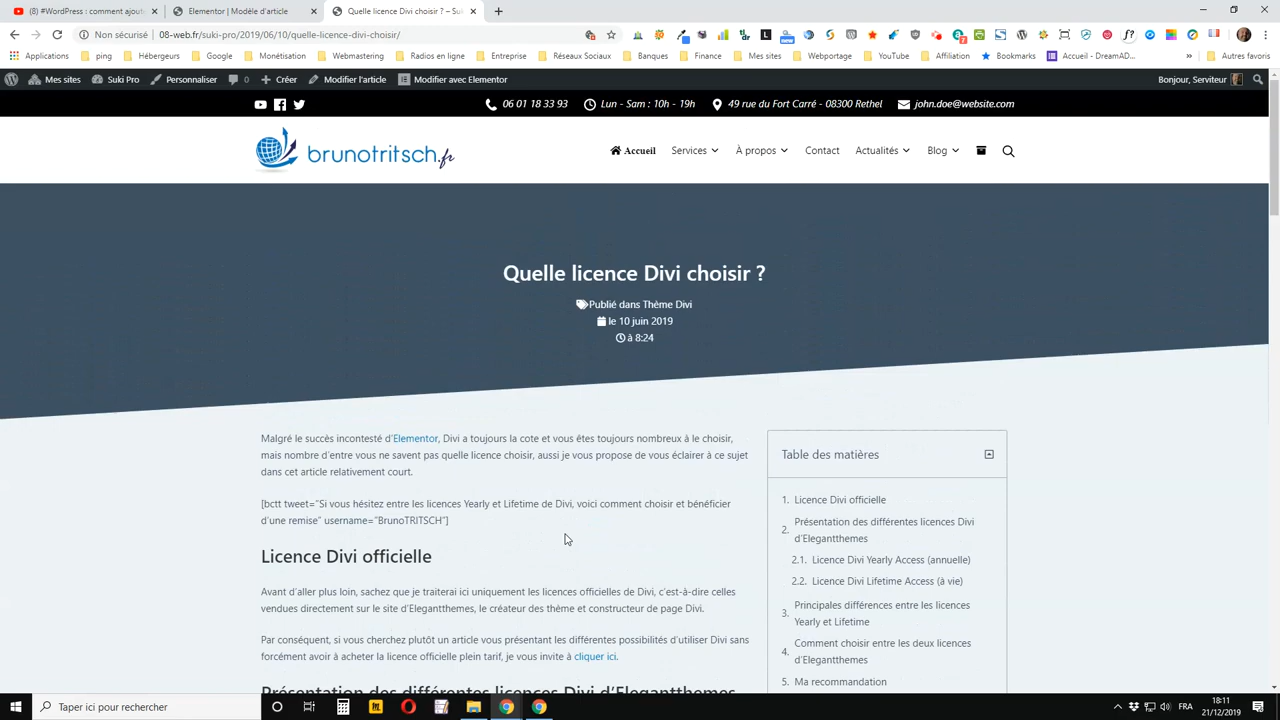 (8) #WordPress : comment ajout
Elementor | Modèle d'article
Quelle licence Divi choisir ? – Su
Non sécurisé | 08-web.fr/suki-pro/2019/06/10/quelle-licence-divi-choisir/
Applications
ping
Hébergeurs
Google
Monétisation
Webmastering
Radios en ligne
Entreprise
Réseaux Sociaux
Banques
Finance
Mes sites
Webportage
YouTube
Affiliation
Bookmarks
Accueil - DreamAD...
Autres favoris
Mes sites
Suki Pro
Personnaliser
0
Créer
Modifier l'article
Modifier avec Elementor
Bonjour, Serviteur
06 01 18 33 93
Lun - Sam : 10h - 19h
49 rue du Fort Carré - 08300 Rethel
john.doe@website.com
brunotritsch.fr
Accueil
Services
À propos
Contact
Actualités
Blog
Quelle licence Divi choisir ?
Publié dans Thème Divi
le 10 juin 2019
à 8:24
Malgré le succès incontesté d'Elementor, Divi a toujours la cote et vous êtes toujours nombreux à le choisir,
mais nombre d'entre vous ne savent pas quelle licence choisir, aussi je vous propose de vous éclairer à ce sujet
dans cet article relativement court.
[bctt tweet="Si vous hésitez entre les licences Yearly et Lifetime de Divi, voici comment choisir et bénéficier
d'une remise" username="BrunoTRITSCH"]
Licence Divi officielle
Avant d'aller plus loin, sachez que je traiterai ici uniquement les licences officielles de Divi, c'est-à-dire celles
vendues directement sur le site d'Elegantthemes, le créateur des thème et constructeur de page Divi.
Par conséquent, si vous cherchez plutôt un article vous présentant les différentes possibilités d'utiliser Divi sans
forcément avoir à acheter la licence officielle plein tarif, je vous invite à cliquer ici.
Présentation des différentes licences Divi d'Elegantthemes
Table des matières
1. Licence Divi officielle
2. Présentation des différentes licences Divi
d'Elegantthemes
2.1. Licence Divi Yearly Access (annuelle)
2.2. Licence Divi Lifetime Access (à vie)
3. Principales différences entre les licences
Yearly et Lifetime
4. Comment choisir entre les deux licences
d'Elegantthemes
5. Ma recommandation
Taper ici pour rechercher
FRA
18:11
21/12/2019